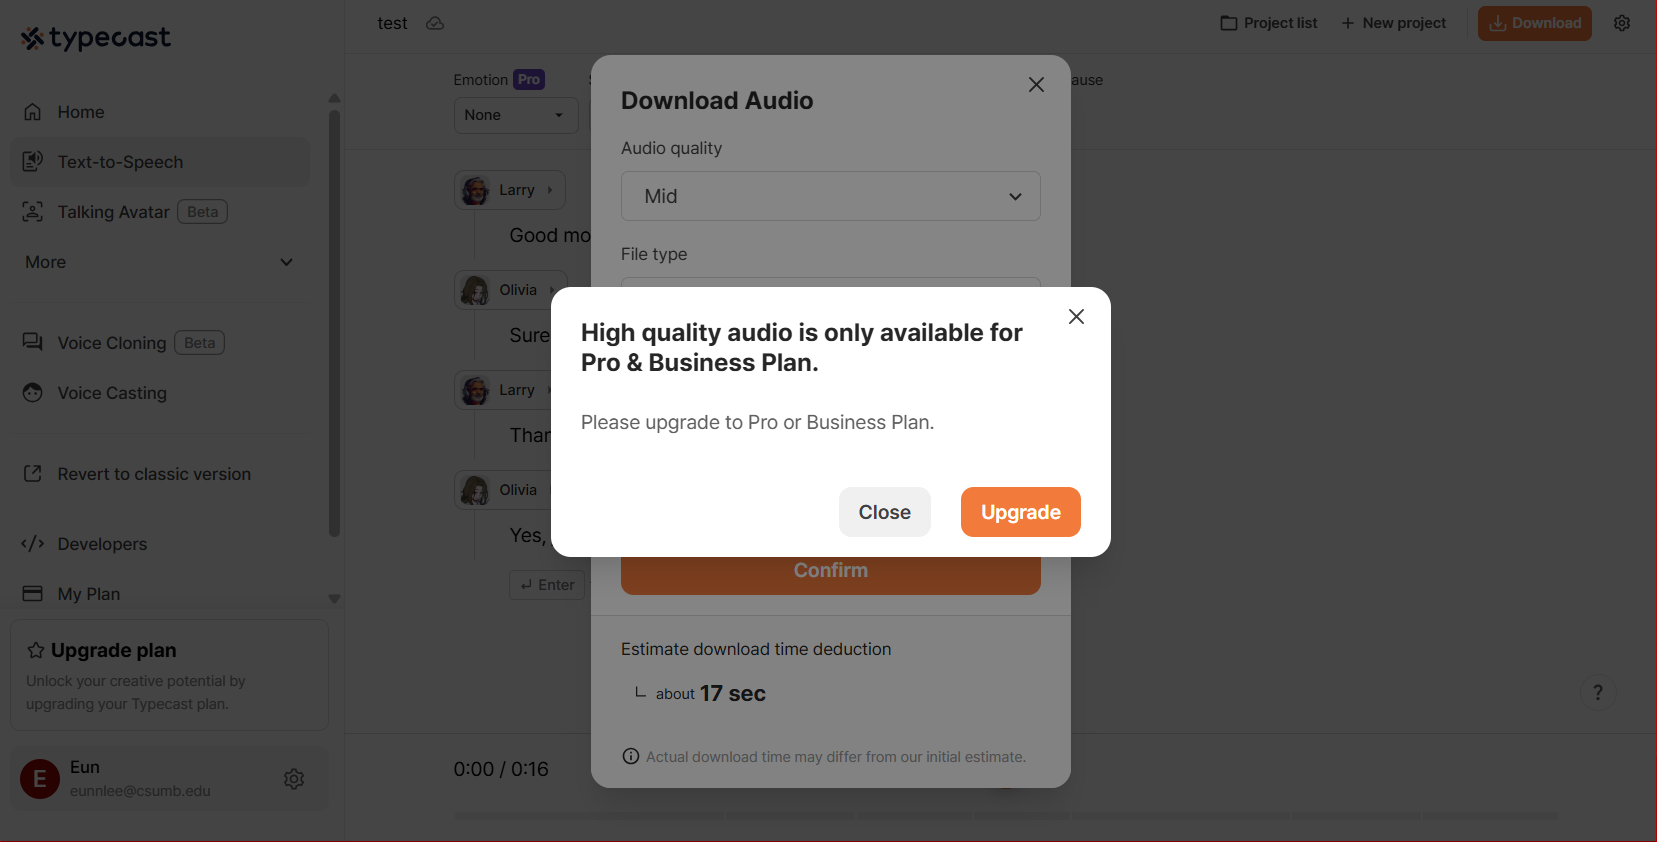 typecast
Home
Text-to-Speech
Talking Avatar Beta
More
Voice Cloning Beta
Voice Casting
Revert to classic version
Developers
My Plan
Upgrade plan
Unlock your creative potential by
upgrading your Typecast plan.
E
Eun
eunnlee@csumb.edu
test
Project list
New project
Download
Emotion Pro
None
ause
Larry
Good mo
Olivia
Sure
Larry
Than
Olivia
Yes,
Enter
0:00 / 0:16
?
Download Audio
Audio quality
Mid
File type
High quality audio is only available for
Pro & Business Plan.
Please upgrade to Pro or Business Plan.
Close
Upgrade
Confirm
Estimate download time deduction
about 17 sec
Actual download time may differ from our initial estimate.